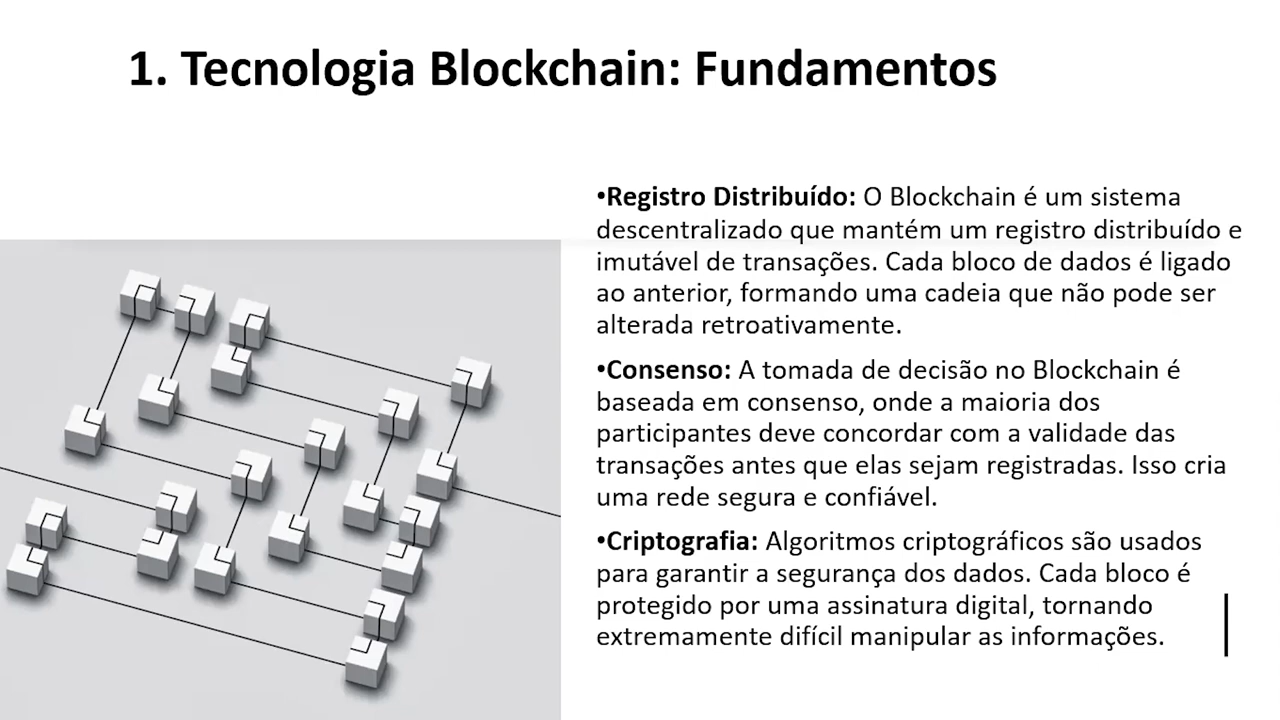 1. Tecnologia Blockchain: Fundamentos
•Registro Distribuído: O Blockchain é um sistema
descentralizado que mantém um registro distribuído e
imutável de transações. Cada bloco de dados é ligado
ao anterior, formando uma cadeia que não pode ser
alterada retroativamente.
•Consenso: A tomada de decisão no Blockchain é
baseada em consenso, onde a maioria dos
participantes deve concordar com a validade das
transações antes que elas sejam registradas. Isso cria
uma rede segura e confiável.
•Criptografia: Algoritmos criptográficos são usados
para garantir a segurança dos dados. Cada bloco é
protegido por uma assinatura digital, tornando
extremamente difícil manipular as informações.